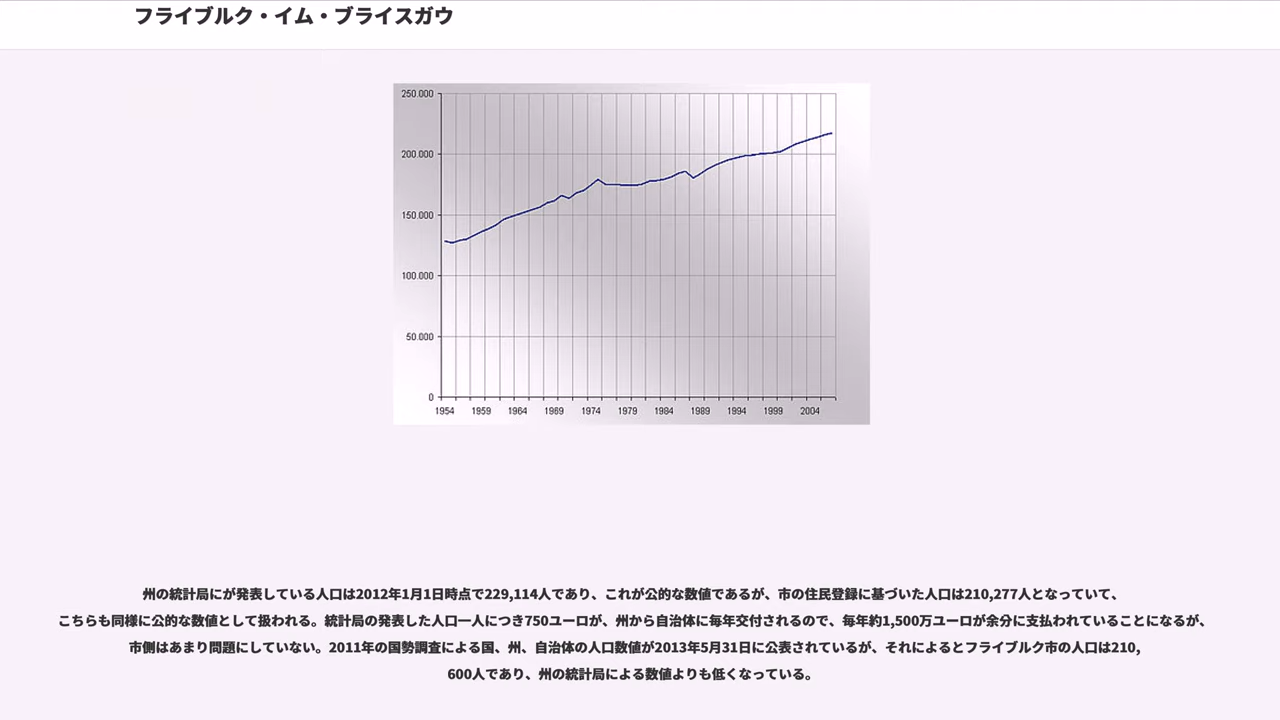 フライブルク・イム・ブライスガウ
250.000
200.000
150.000
100.000
50.000
0
1954 1959 1964 1969 1974 1979 1984 1989 1994 1999 2004
州の統計局にが発表している人口は2012年1月1日時点で229,114人であり、これが公的な数値であるが、市の住民登録に基づいた人口は210,277人となっていて、
こちらも同様に公的な数値として扱われる。統計局の発表した人口一人につき750ユーロが、州から自治体に毎年交付されるので、毎年約1,500万ユーロが余分に支払われていることになるが、
市側はあまり問題にしていない。2011年の国勢調査による国、州、自治体の人口数値が2013年5月31日に公表されているが、それによるとフライブルク市の人口は210,
600人であり、州の統計局による数値よりも低くなっている。